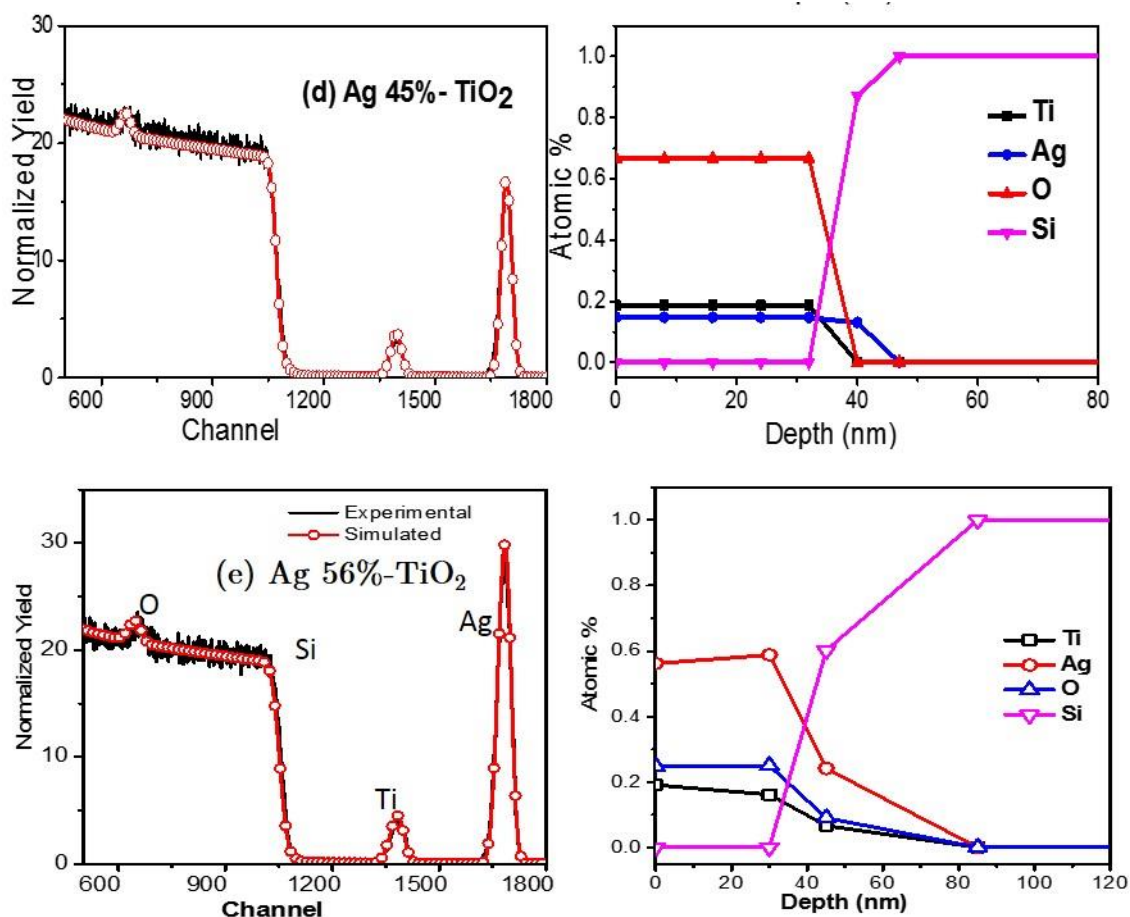 30
20
10
0
Normalized Yield
(d) Ag 45%- TiO2
600 900 1200 1500 1800
Channel
1.0
0.8
0.6
0.4
0.2
0.0
Atomic %
Ti
Ag
O
Si
0 20 40 60 80
Depth (nm)
30
20
10
0
Normalized Yield
Experimental
Simulated
(e) Ag 56%-TiO2
O
Si
Ag
Ti
600 900 1200 1500 1800
Channel
1.0
0.8
0.6
0.4
0.2
0.0
Atomic %
Ti
Ag
O
Si
0 20 40 60 80 100 120
Depth (nm)